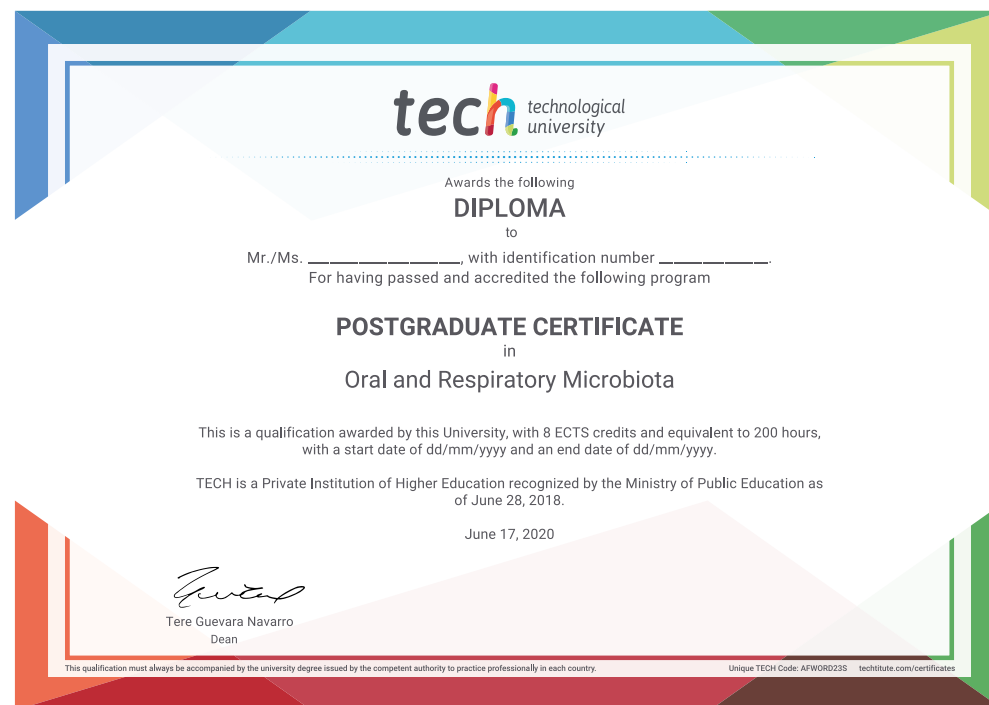 tech technological
university
Awards the following
DIPLOMA
to
Mr./Ms. __________________, with identification number _____________.
For having passed and accredited the following program
POSTGRADUATE CERTIFICATE
in
Oral and Respiratory Microbiota
This is a qualification awarded by this University, with 8 ECTS credits and equivalent to 200 hours,
with a start date of dd/mm/yyyy and an end date of dd/mm/yyyy.
TECH is a Private Institution of Higher Education recognized by the Ministry of Public Education as
of June 28, 2018.
June 17, 2020
Tere Guevara Navarro
Dean
This qualification must always be accompanied by the university degree issued by the competent authority to practice professionally in each country.
Unique TECH Code: AFWORD23S techtitute.com/certificates